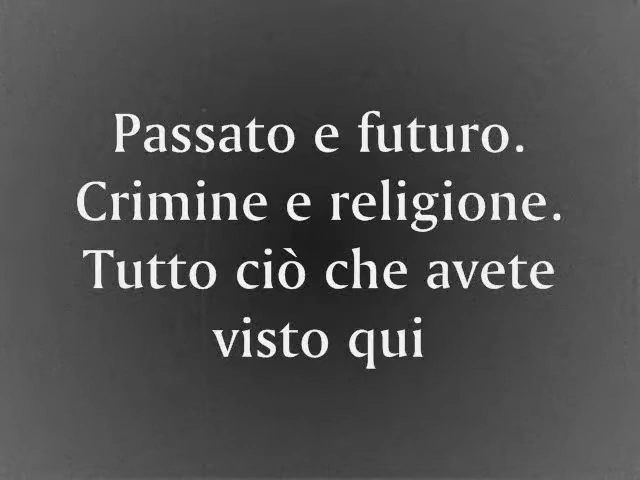 Passato e futuro.
Crimine e religione.
Tutto ciò che avete
visto qui